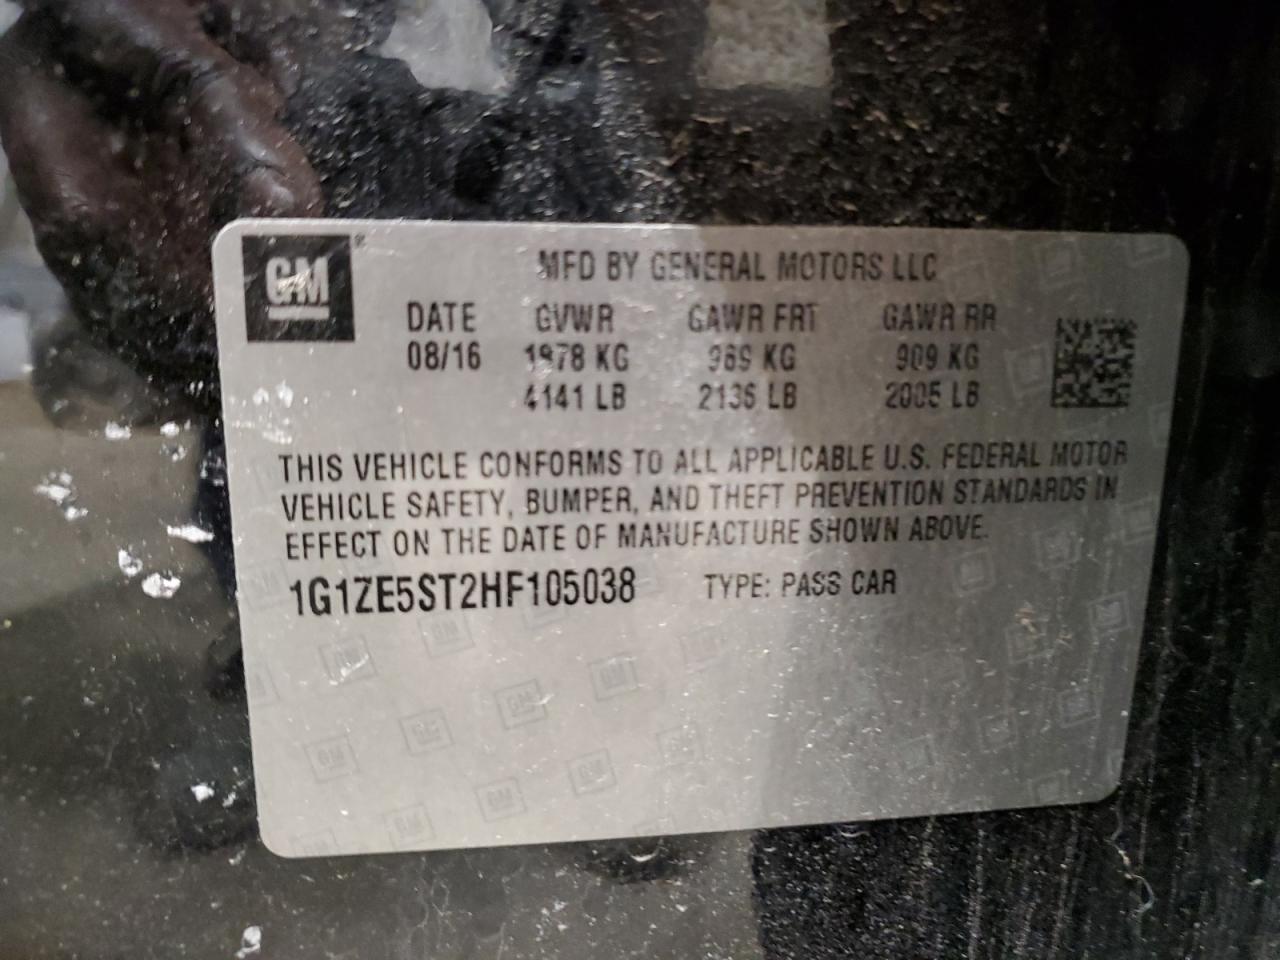 GM
MFD BY GENERAL MOTORS LLC
DATE GVWR GAWR FRT GAWR RR
08/16 1878 KG 969 KG 909 KG
4141 LB 2136 LB 2005 LB
THIS VEHICLE CONFORMS TO ALL APPLICABLE U.S. FEDERAL MOTOR
VEHICLE SAFETY, BUMPER, AND THEFT PREVENTION STANDARDS IN
EFFECT ON THE DATE OF MANUFACTURE SHOWN ABOVE.
1G1ZE5ST2HF105038 TYPE: PASS CAR